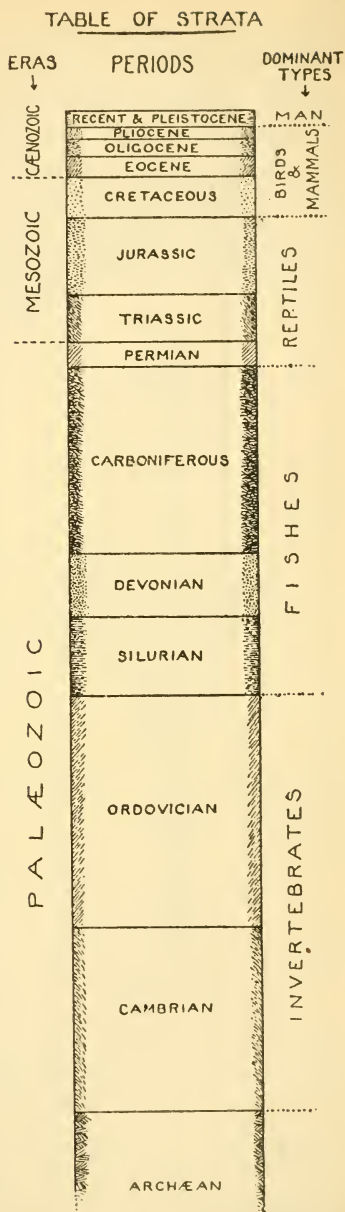 TABLE OF STRATA
ERAS
PERIODS
DOMINANT
TYPES
CÆNOZOIC
RECENT & PLEISTOCENE
MAN
PLIOCENE
OLIGOCENE
EOCENE
BIRDS
&
MAMMALS
CRETACEOUS
MESOZOIC
JURASSIC
TRIASSIC
REPTILES
PERMIAN
CARBONIFEROUS
FISHES
DEVONIAN
SILURIAN
PALÆOZOIC
ORDOVICIAN
INVERTEBRATES.
CAMBRIAN
ARCHÆAN